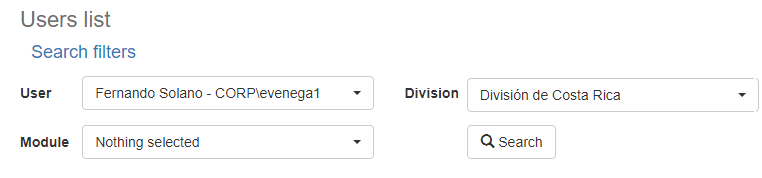 Users list
Search filters
User Fernando Solano - CORP\evenega1 Division División de Costa Rica
Module Nothing selected Search